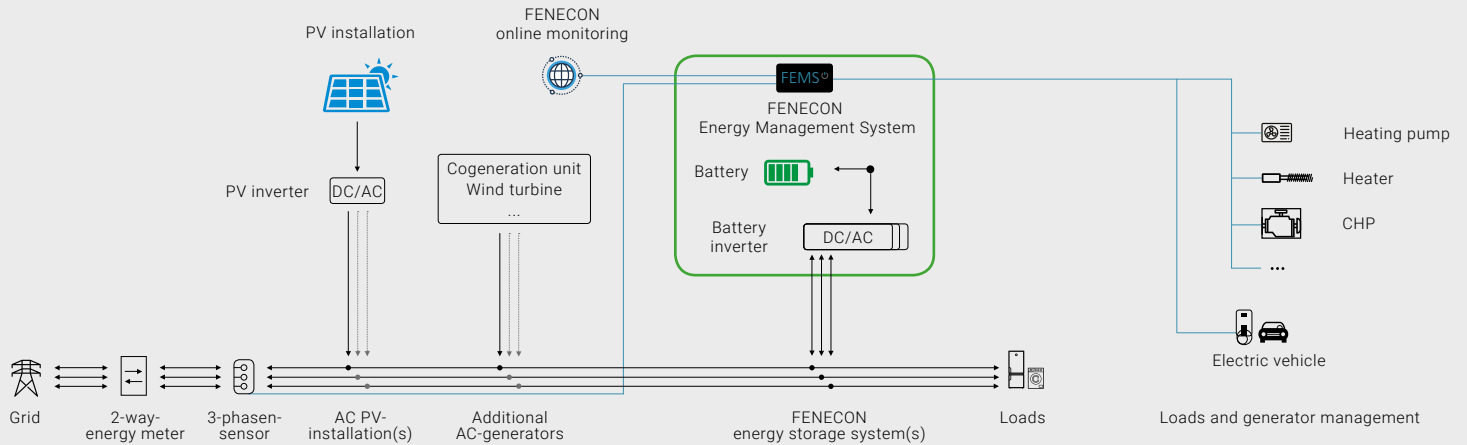 FENECON
online monitoring
PV installation
FEMS
FENECON
Energy Management System
Cogeneration unit
Wind turbine
...
Battery
PV inverter
DC/AC
Battery
inverter
DC/AC
Heating pump
Heater
CHP
...
Electric vehicle
Grid
2-way-
energy meter
3-phasen-
sensor
AC PV-
installation(s)
Additional
AC-generators
FENECON
energy storage system(s)
Loads
Loads and generator management